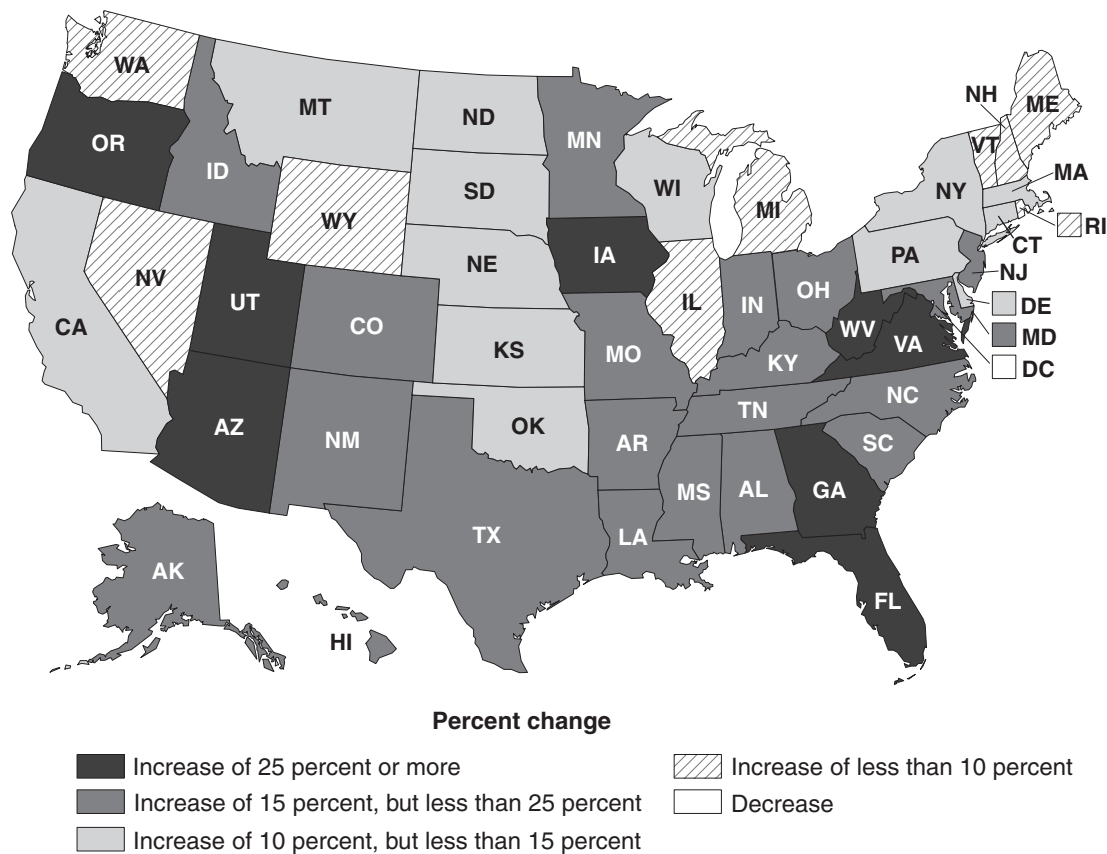 WA
MT
ND
MN
OR
ID
SD
WI
NH
ME
VT
MA
NY
WY
MI
RI
CT
PA
NJ
NV
NE
IA
IL
IN
OH
DE
UT
CO
CA
KS
MO
KY
WV
VA
MD
DC
AZ
NM
OK
AR
TN
NC
SC
MS
AL
GA
TX
LA
AK
HI
FL
Percent change
Increase of 25 percent or more
Increase of 15 percent, but less than 25 percent
Increase of 10 percent, but less than 15 percent
Increase of less than 10 percent
Decrease